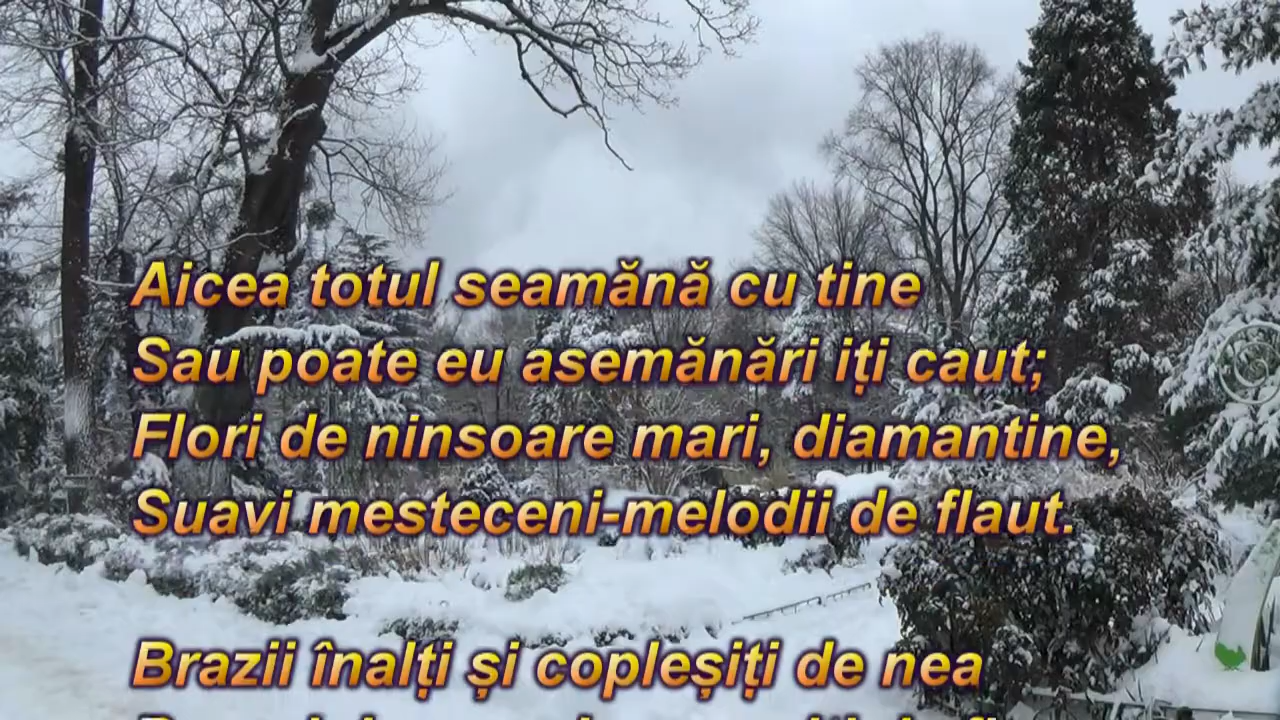 Aicea totul seamănă cu tine
Sau poate eu asemănări iți caut;
Flori de ninsoare mari, diamantine,
Suavi mesteceni-melodii de flaut.
Brazii înalți și copleșiți de nea